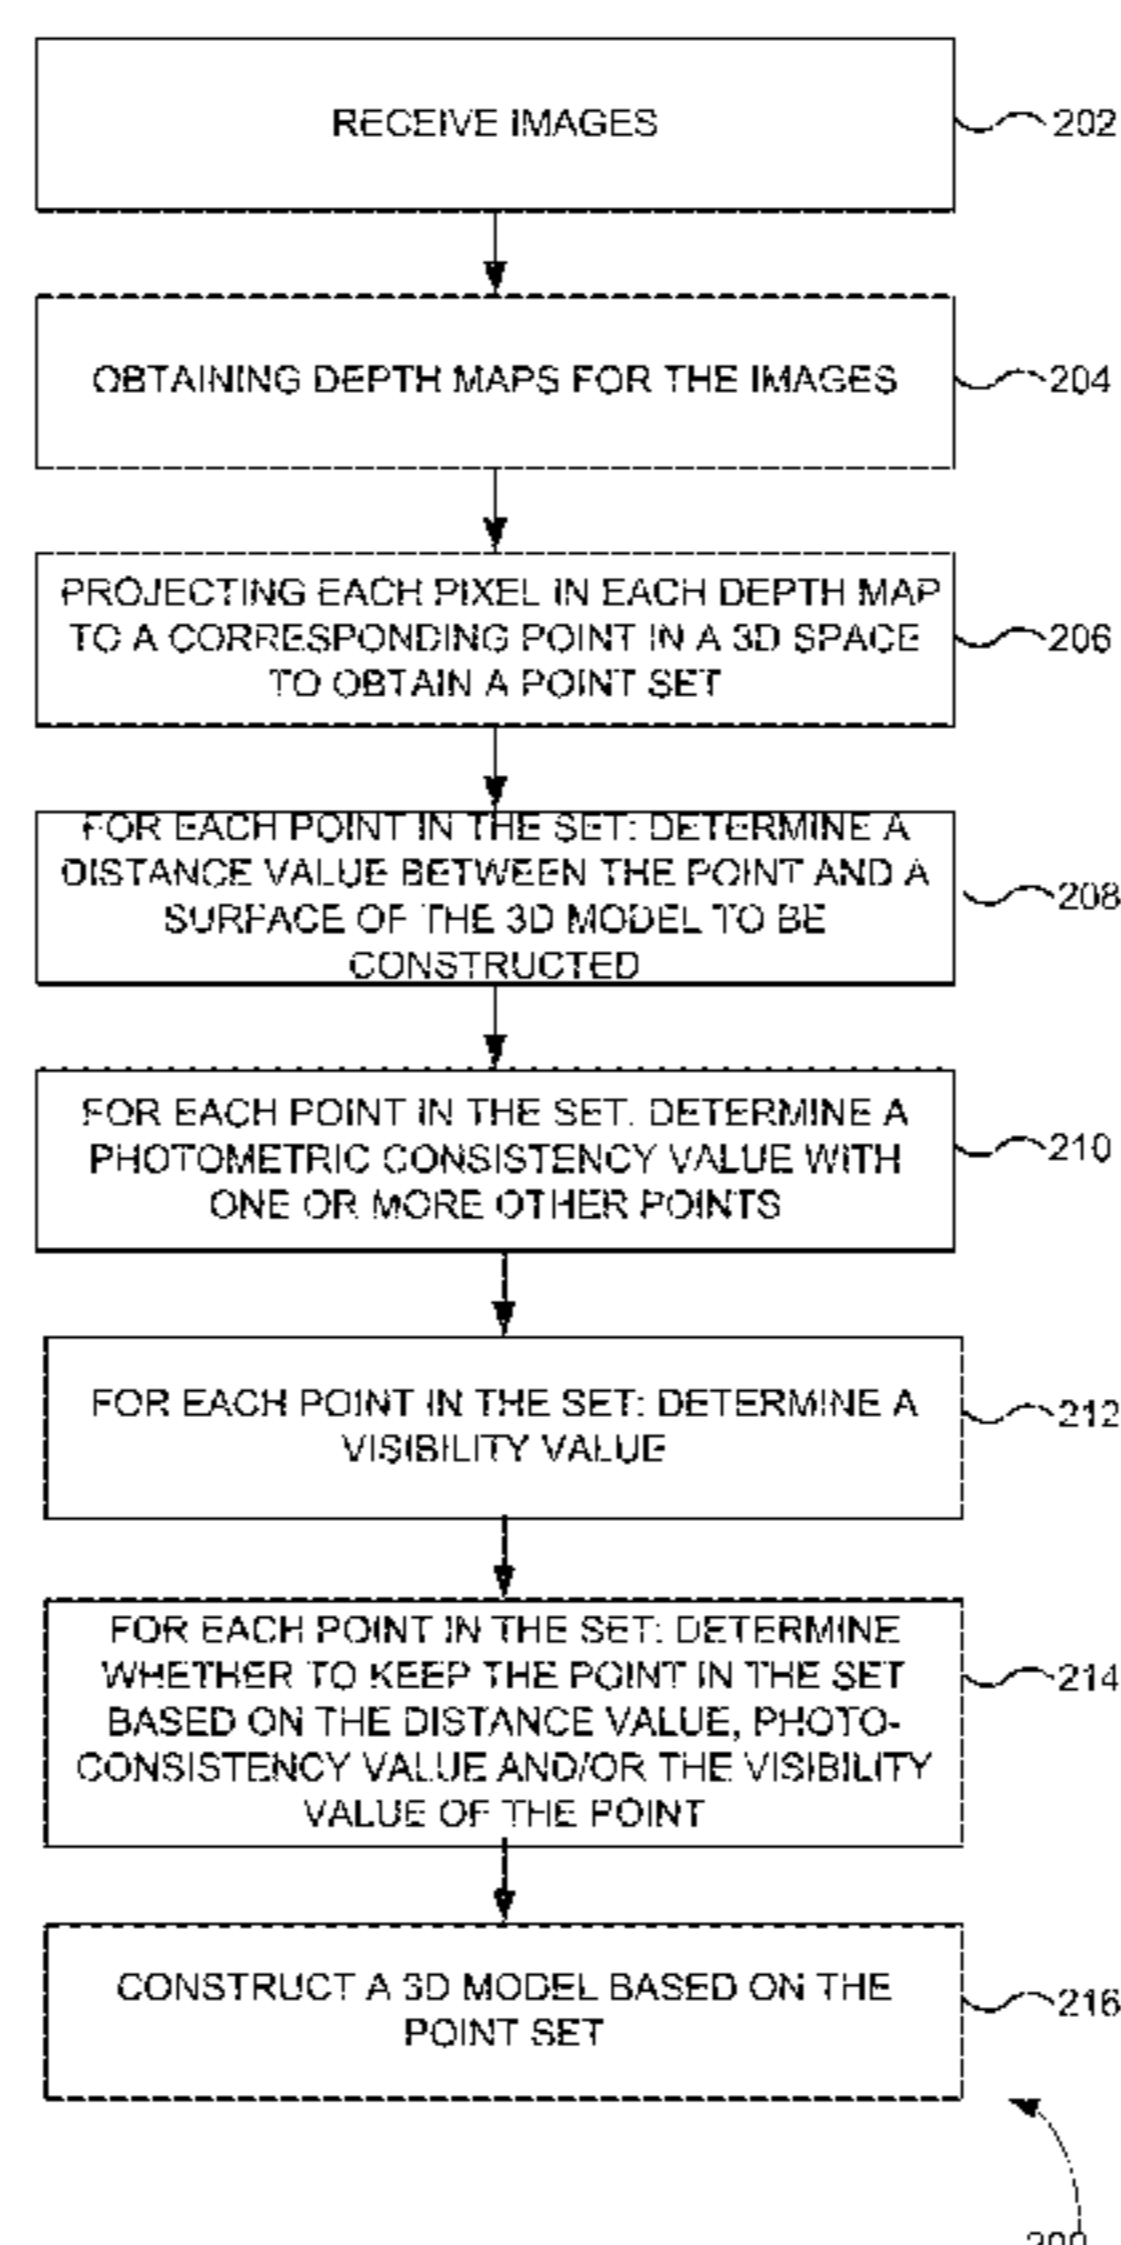 RECEIVE IMAGES
202
OBTAINING DEPTH MAPS FOR THE IMAGES
204
PROJECTING EACH PIXEL IN EACH DEPTH MAP
TO A CORRESPONDING POINT IN A 3D SPACE
TO OBTAIN A POINT SET
206
FOR EACH POINT IN THE SET: DETERMINE A
DISTANCE VALUE BETWEEN THE POINT AND A
SURFACE OF THE 3D MODEL TO BE
CONSTRUCTED
208
FOR EACH POINT IN THE SET. DETERMINE A
PHOTOMETRIC CONSISTENCY VALUE WITH
ONE OR MORE OTHER POINTS
210
FOR EACH POINT IN THE SET: DETERMINE A
VISIBILITY VALUE
212
FOR EACH POINT IN THE SET: DETERMINE
WHETHER TO KEEP THE POINT IN THE SET
BASED ON THE DISTANCE VALUE, PHOTO-
CONSISTENCY VALUE AND/OR THE VISIBILITY
VALUE OF THE POINT
214
CONSTRUCT A 3D MODEL BASED ON THE
POINT SET
216